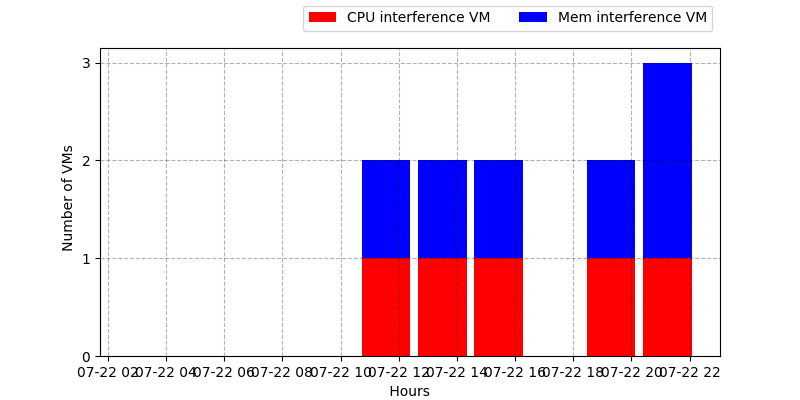 CPU interference VM Mem interference VM
3
2
1
0
Number of VMs
07-22 02 07-22 04 07-22 06 07-22 08 07-22 10 07-22 12 07-22 14 07-22 16 07-22 18 07-22 20 07-22 22
Hours